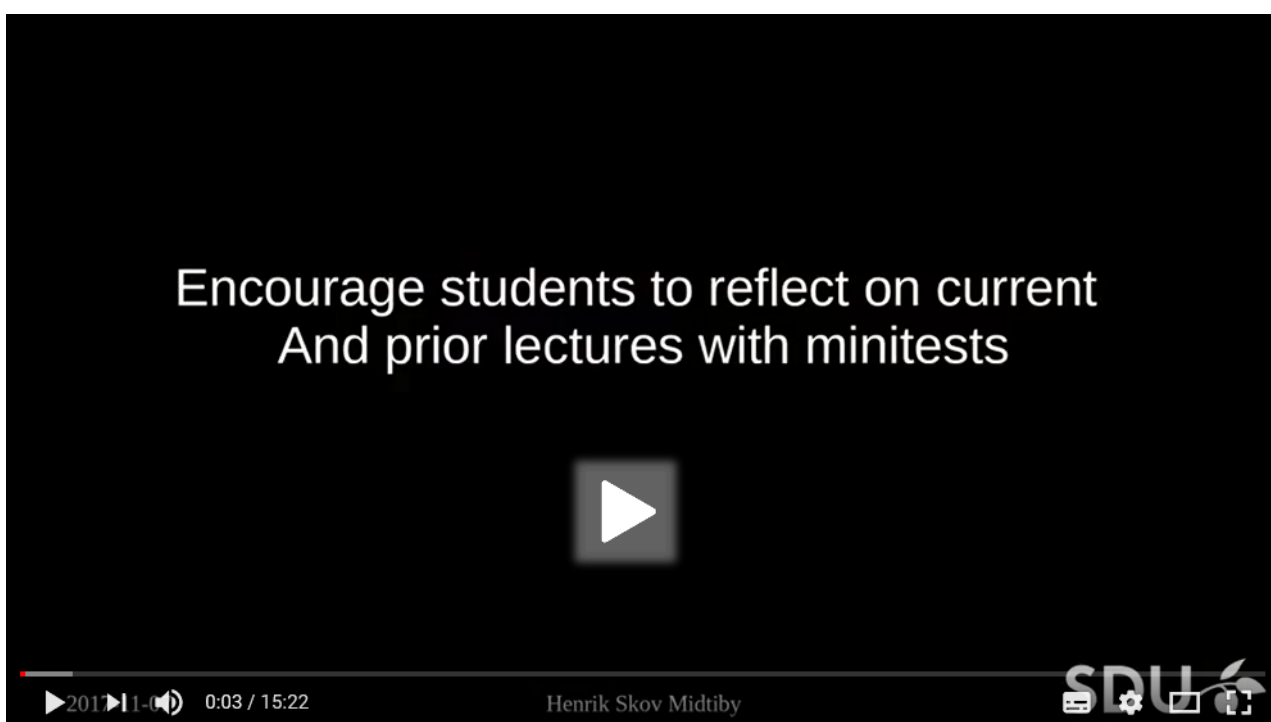 Encourage students to reflect on current
And prior lectures with minitests
SDU
0:03 / 15:22
Henrik Skov Midtiby